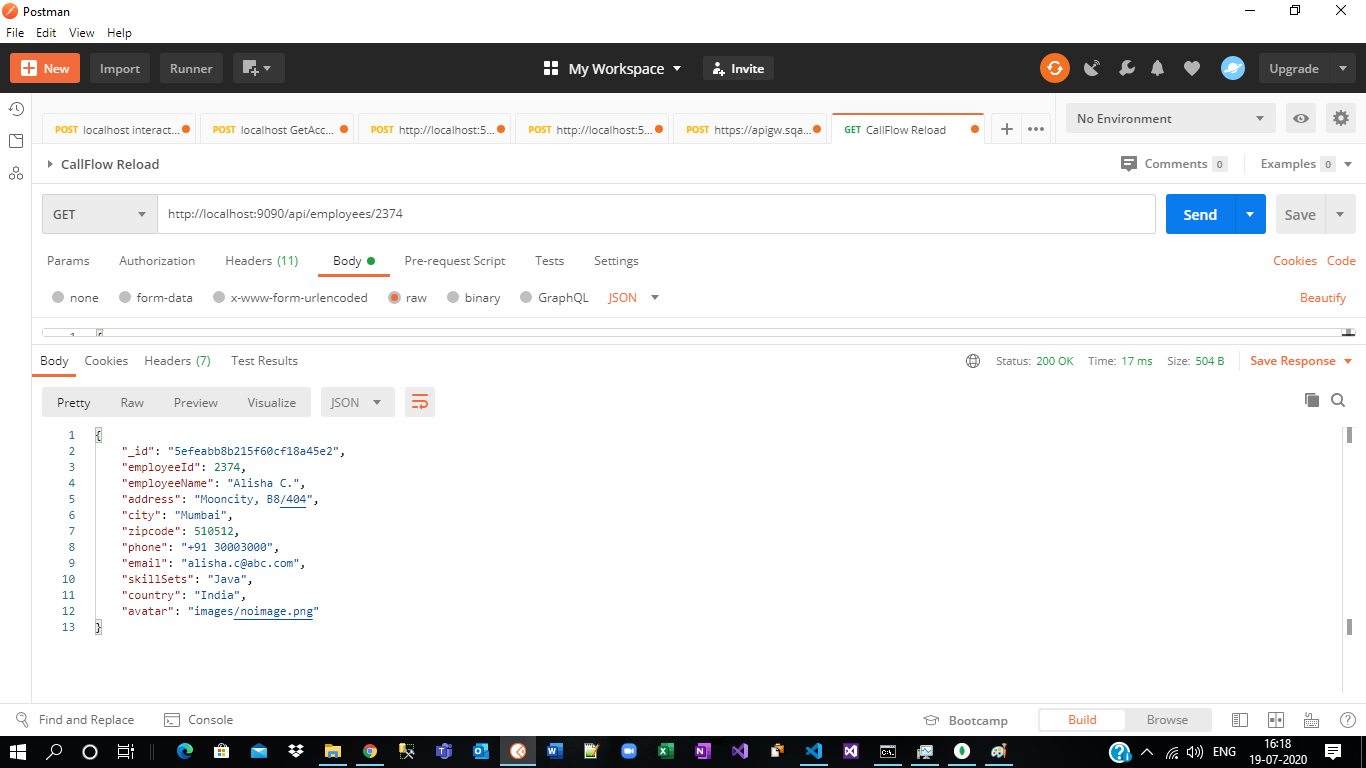 Postman
File Edit View Help
New Import Runner My Workspace Invite Upgrade
POST localhost interact... POST localhost GetAcc... POST http://localhost:5... POST http://localhost:5... POST https://apigw.sqa... GET CallFlow Reload No Environment
CallFlow Reload Comments 0 Examples 0
GET http://localhost:9090/api/employees/2374 Send Save
Params Authorization Headers (11) Body Pre-request Script Tests Settings Cookies Code
none form-data x-www-form-urlencoded raw binary GraphQL JSON Beautify
Body Cookies Headers (7) Test Results Status: 200 OK Time: 17 ms Size: 504 B Save Response
Pretty Raw Preview Visualize JSON
1 {
2 "_id": "5efeabb8b215f60cf18a45e2",
3 "employeeId": 2374,
4 "employeeName": "Alisha C.",
5 "address": "Mooncity, B8/404",
6 "city": "Mumbai",
7 "zipcode": 510512,
8 "phone": "+91 30003000",
9 "email": "alisha.c@abc.com",
10 "skillSets": "Java",
11 "country": "India",
12 "avatar": "images/noimage.png"
13 }
Find and Replace Console Bootcamp Build Browse
ENG 16:18
19-07-2020